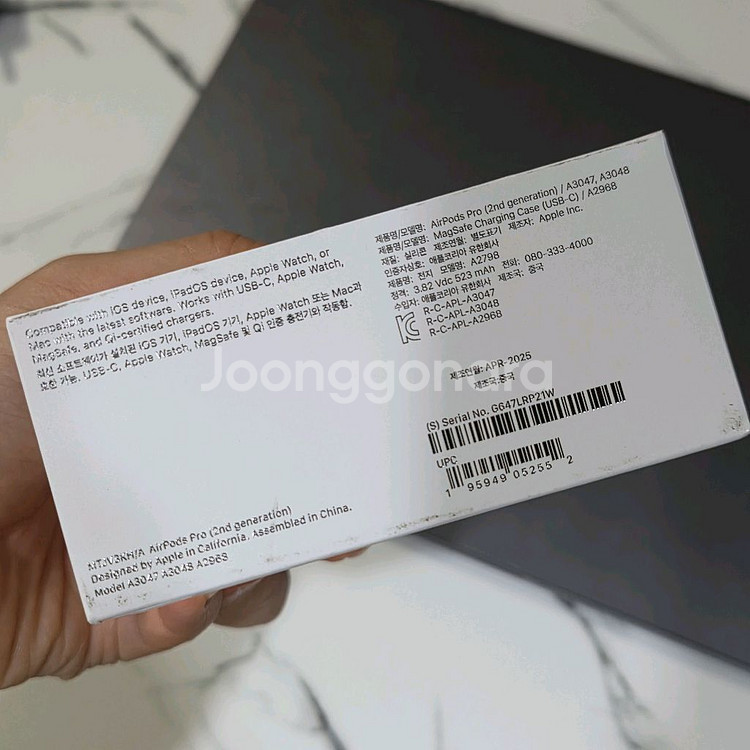 Compatible with iOS device, iPadOS device, Apple Watch, or
Mac with the latest software. Works with USB-C, Apple Watch,
MagSafe, and Qi-certified chargers.
최신 소프트웨어가 설치된 iOS 기기, iPadOS 기기, Apple Watch 또는 Mac과
호환 가능. USB-C, Apple Watch, MagSafe 및 Qi 인증 충전기와 작동함.
AirPods Pro (2nd generation)
Designed by Apple in California. Assembled in China.
Model A3047 A3048 A2968
제품명/모델명: AirPods Pro (2nd generation) / A3047, A3048
제품명/모델명: MagSafe Charging Case (USB-C) / A2968
재질: 실리콘 제조연월: 별도표기 제조자: Apple Inc.
인증자상호: 애플코리아 유한회사
제품명: 전지 모델명: A2798 전화: 080-333-4000
정격: 3.82 Vdc 523 mAh 제조국: 중국
수입자: 애플코리아 유한회사
R-C-APL-A3047
R-C-APL-A3048
R-C-APL-A2968
제조연월: APR-2025
제조국:중국
(S) Serial No. G647LRP21W
UPC
1 95949 05255 2
Joonggonara